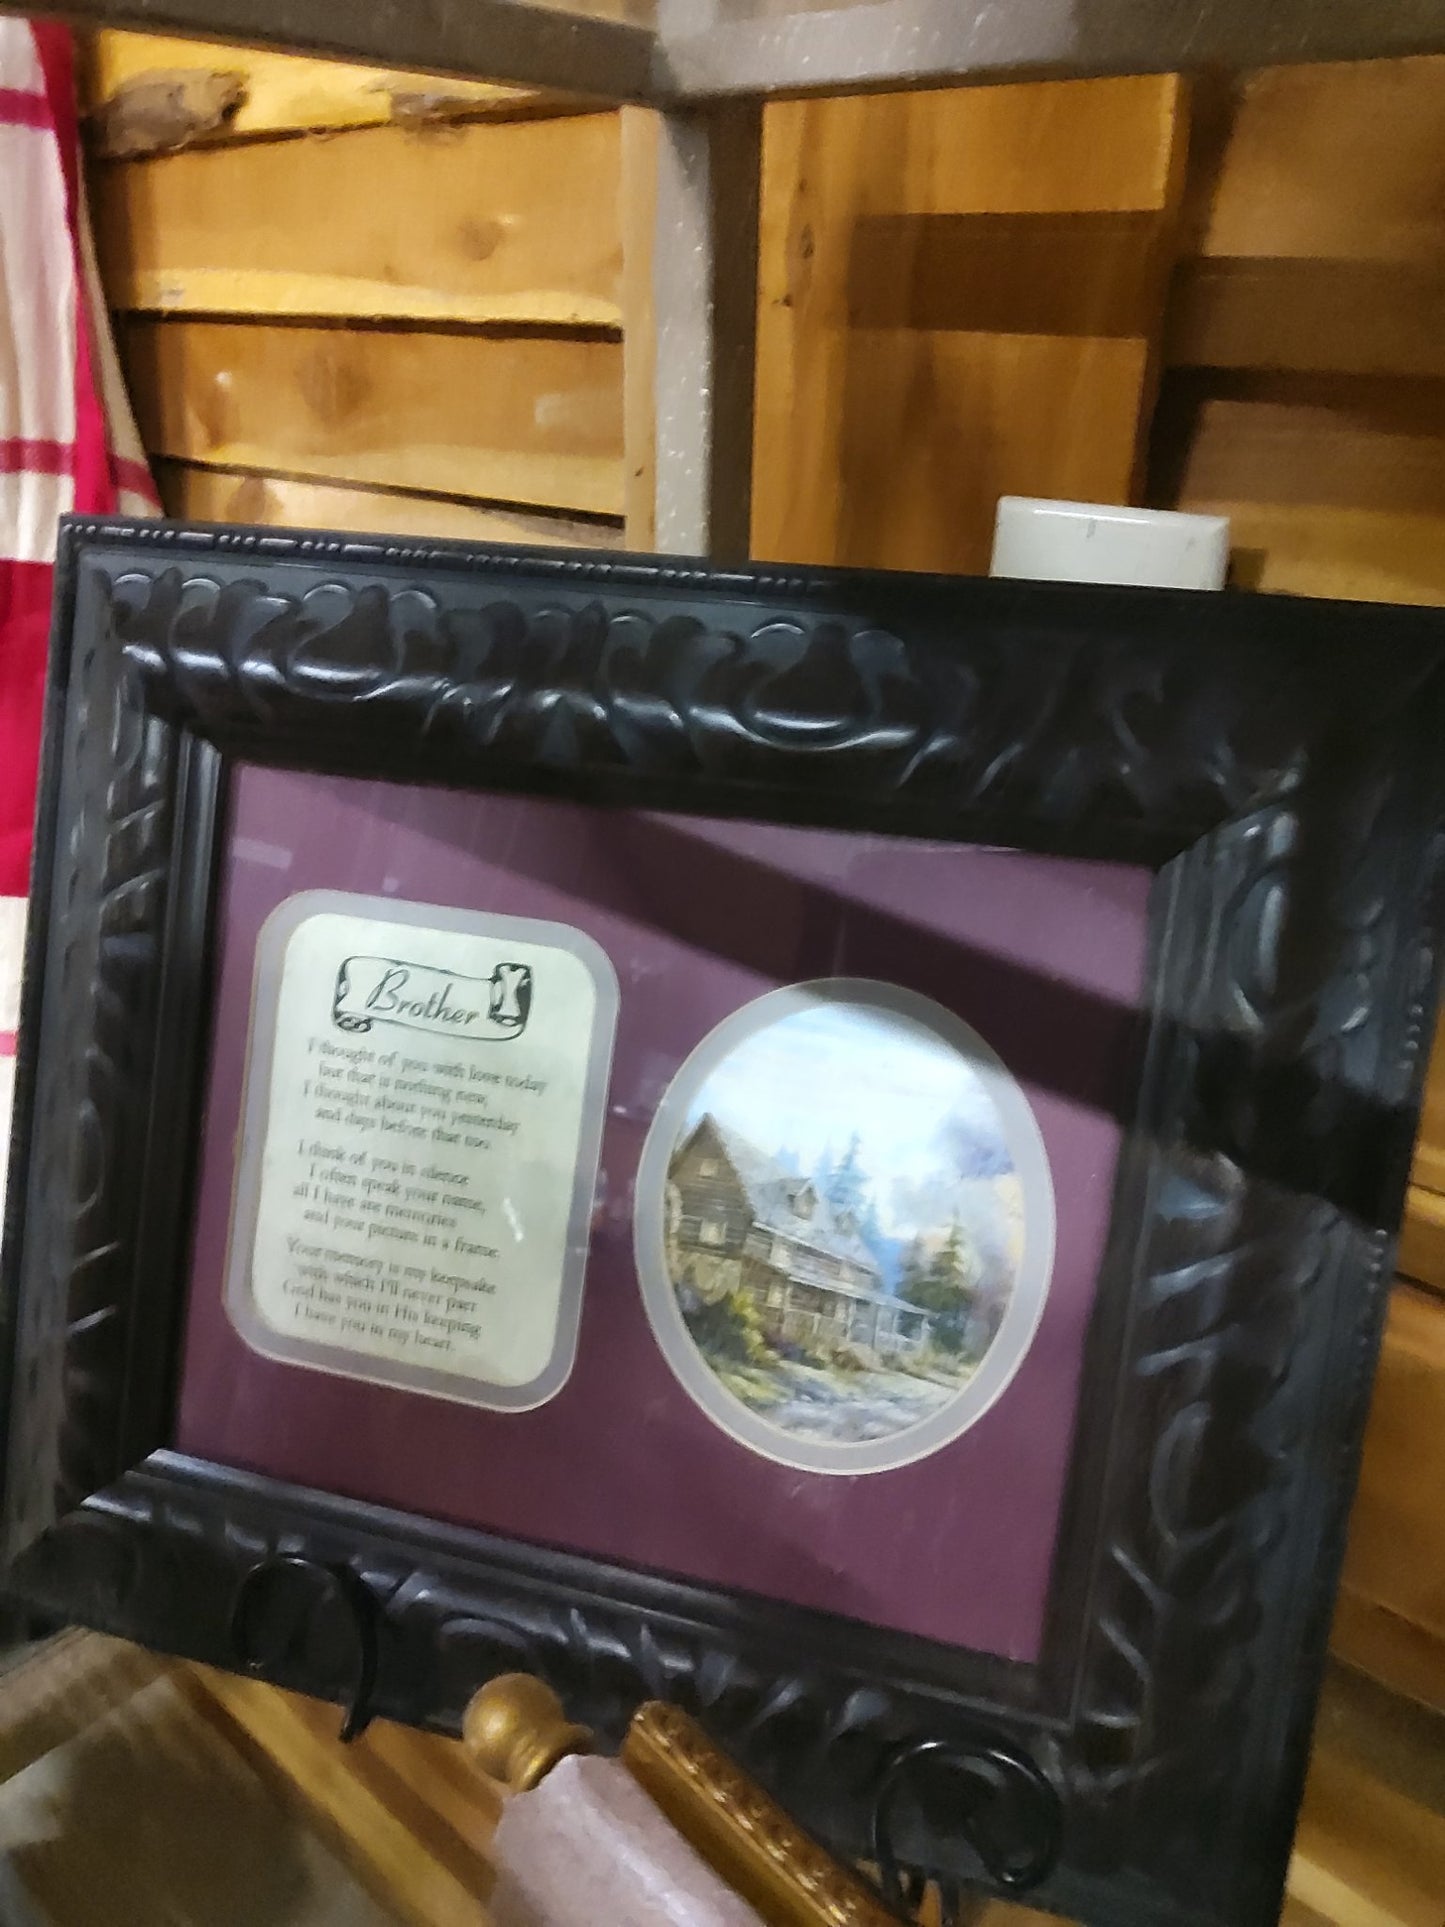 Brother
I thought of you with love today
but that is nothing new,
I thought about you yesterday
and days before that too.
I think of you in silence
I often speak your name,
all I have are memories
and your picture in a frame.
Your memory is my keepsake
with which I'll never part
God has you in His keeping
I have you in my heart.